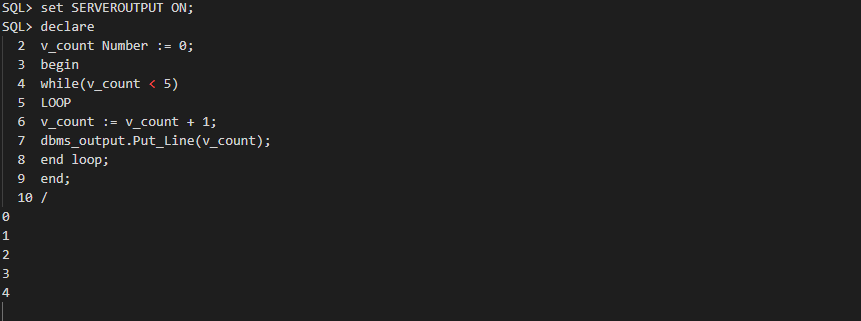 SQL> set SERVEROUTPUT ON;
SQL> declare
2 v_count Number := 0;
3 begin
4 while(v_count < 5)
5 LOOP
6 v_count := v_count + 1;
7 dbms_output.Put_Line(v_count);
8 end loop;
9 end;
10 /
0
1
2
3
4